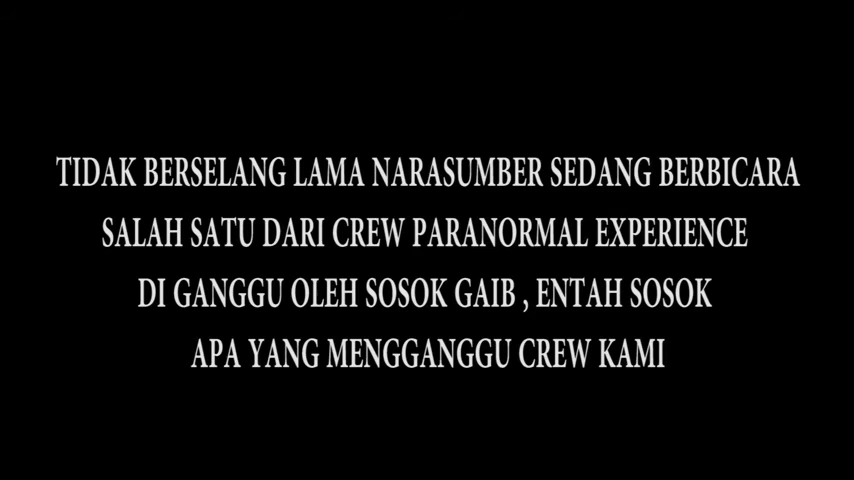 TIDAK BERSELANG LAMA NARASUMBER SEDANG BERBICARA
SALAH SATU DARI CREW PARANORMAL EXPERIENCE
DI GANGGU OLEH SOSOK GAIB , ENTAH SOSOK
APA YANG MENGGANGGU CREW KAMI